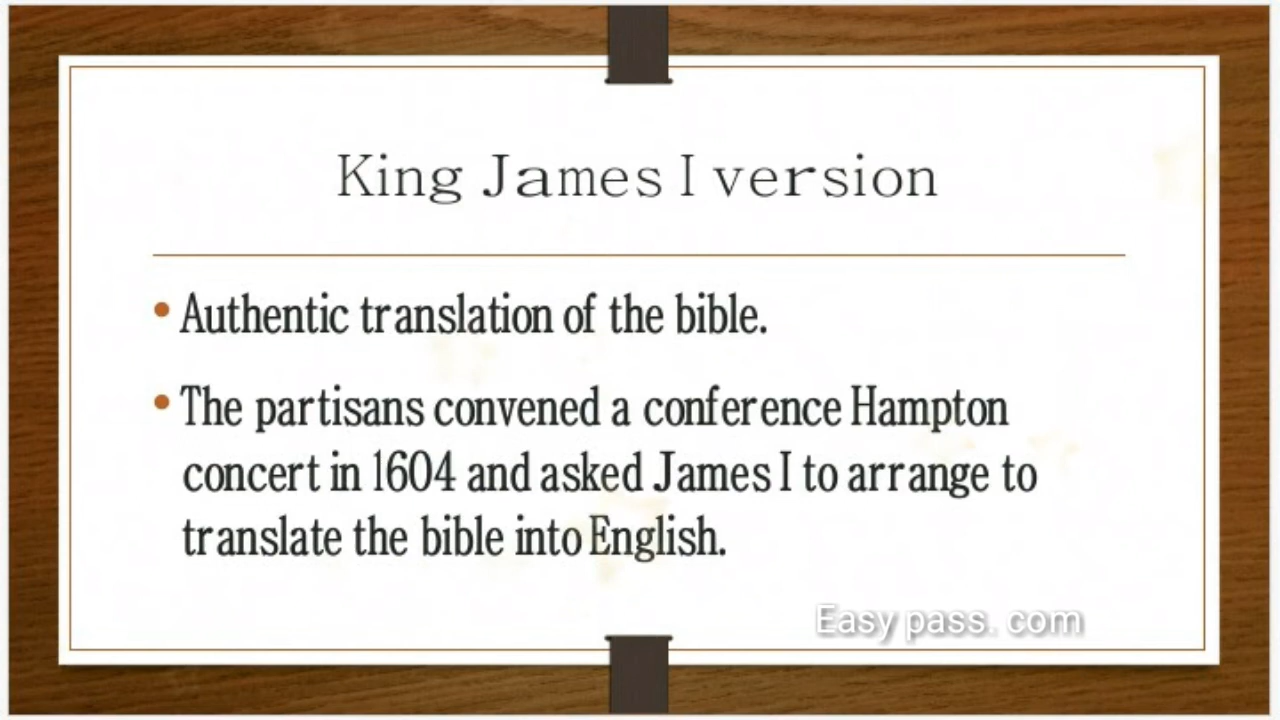 King James I version
• Authentic translation of the bible.
• The partisans convened a conference Hampton
concert in 1604 and asked James I to arrange to
translate the bible into English.
Easy pass. com